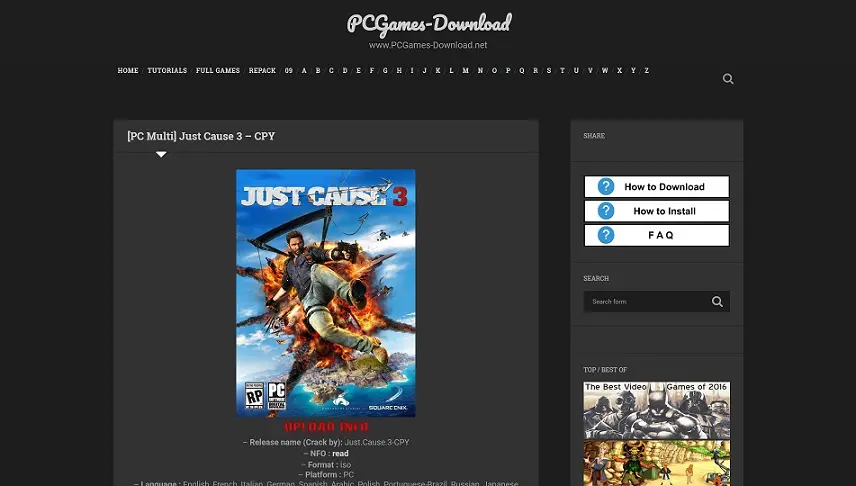 PCGames-Download
www.PCGames-Download.net
HOME / TUTORIALS / FULL GAMES / REPACK / 09 / A / B / C / D / E / F / G / H / I / J / K / L / M / N / O / P / Q / R / S / T / U / V / W / X / Y / Z
[PC Multi] Just Cause 3 – CPY
JUST CAUSE 3
RP
PC
SQUARE ENIX.
UPLOAD INFO
– Release name (Crack by): Just.Cause.3-CPY
– NFO : read
– Format : iso
– Platform : PC
– Language : English, French, Italian, German, Spanish, Arabic, Polish, Portuguese-Brazil, Russian, Japanese
SHARE
? How to Download
? How to Install
? F A Q
SEARCH
Search form
TOP / BEST OF
The Best Video Games of 2016